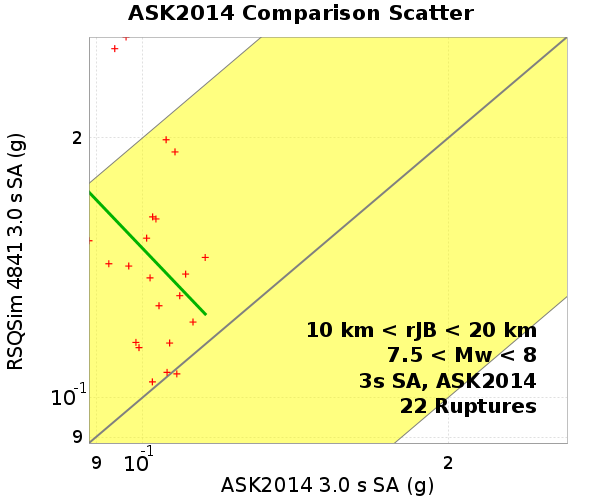 ASK2014 Comparison Scatter
RSQSim 4841 3.0 s SA (g)
2
10-1
9
10 km < rJB < 20 km
7.5 < Mw < 8
3s SA, ASK2014
22 Ruptures
9 10-1 2
ASK2014 3.0 s SA (g)